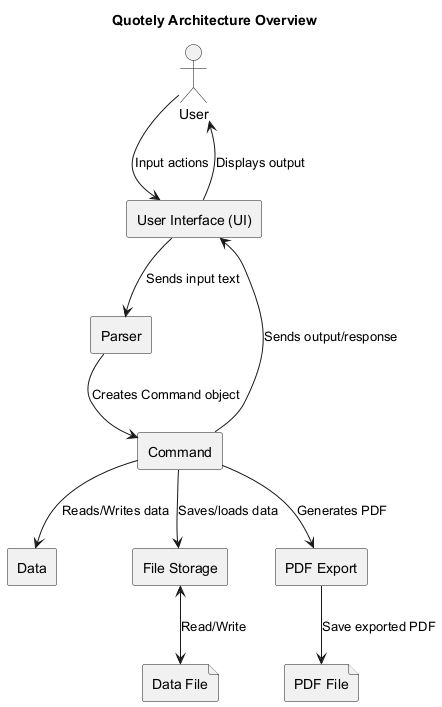 Quotely Architecture Overview
User
Input actions
Displays output
User Interface (UI)
Sends input text
Parser
Sends output/response
Creates Command object
Command
Reads/Writes data
Saves/loads data
Generates PDF
Data
File Storage
PDF Export
Read/Write
Save exported PDF
Data File
PDF File